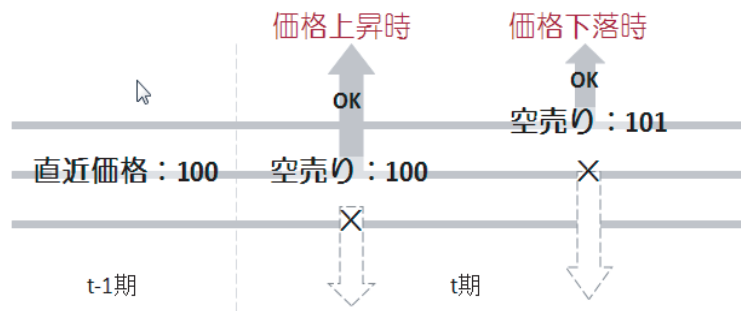 価格上昇時
価格下落時
OK
OK
空売り：101
直近価格：100
空売り：100
×
×
t-1期
t期